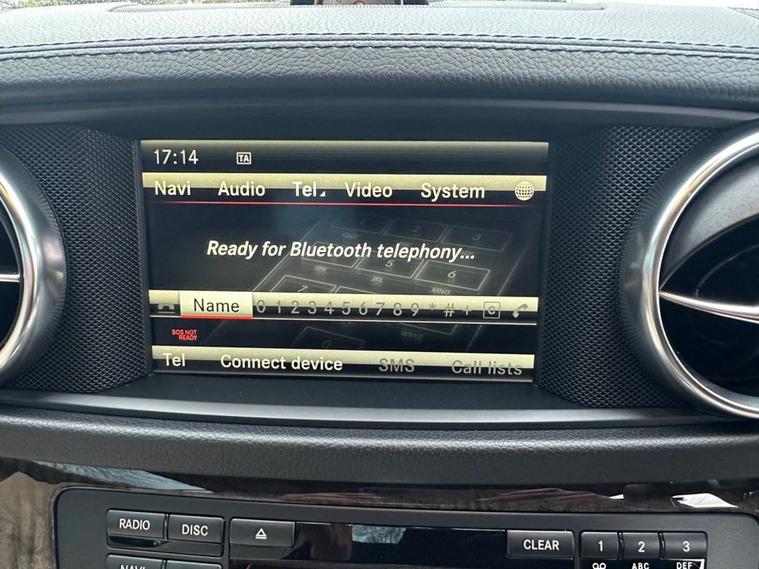 17:14 TA
Navi Audio Tel Video System
Ready for Bluetooth telephony...
Name 0 1 2 3 4 5 6 7 8 9 * # + C
SOS NOT
READY
Tel Connect device SMS Call lists
RADIO DISC CLEAR 1 2 3
NAVI ABC DEF